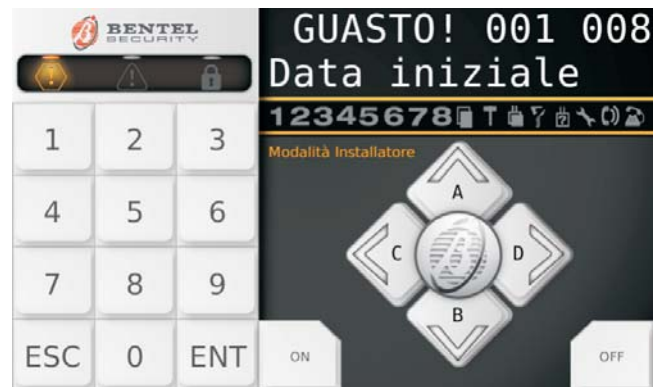 BENTEL
SECURITY
GUASTO! 001 008
Data iniziale
12345678
Modalità Installatore
1 2 3
4 5 6
7 8 9
ESC 0 ENT
A
C D
B
ON OFF